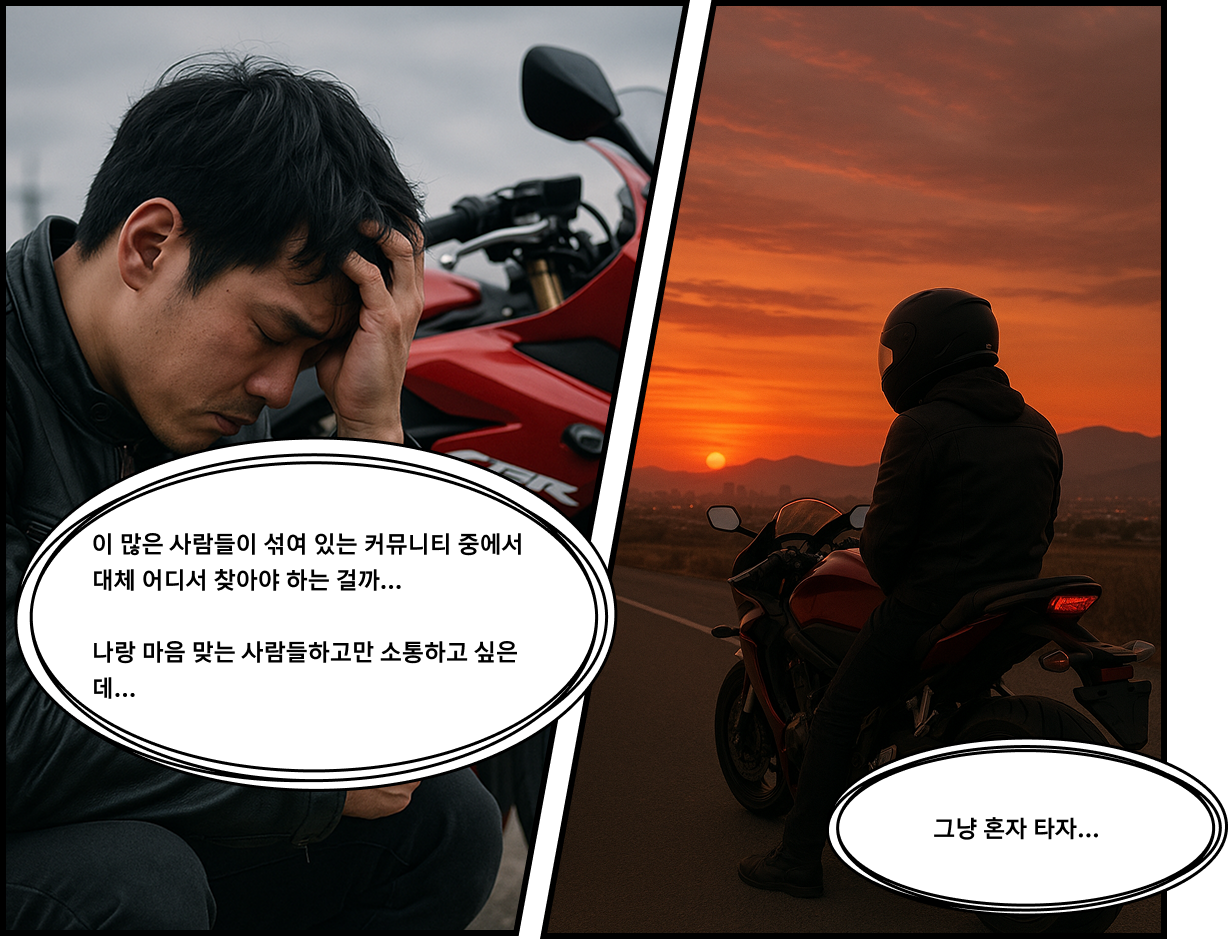 CBR
이 많은 사람들이 섞여 있는 커뮤니티 중에서
대체 어디서 찾아야 하는 걸까...
나랑 마음 맞는 사람들하고만 소통하고 싶은
데...
그냥 혼자 타자...